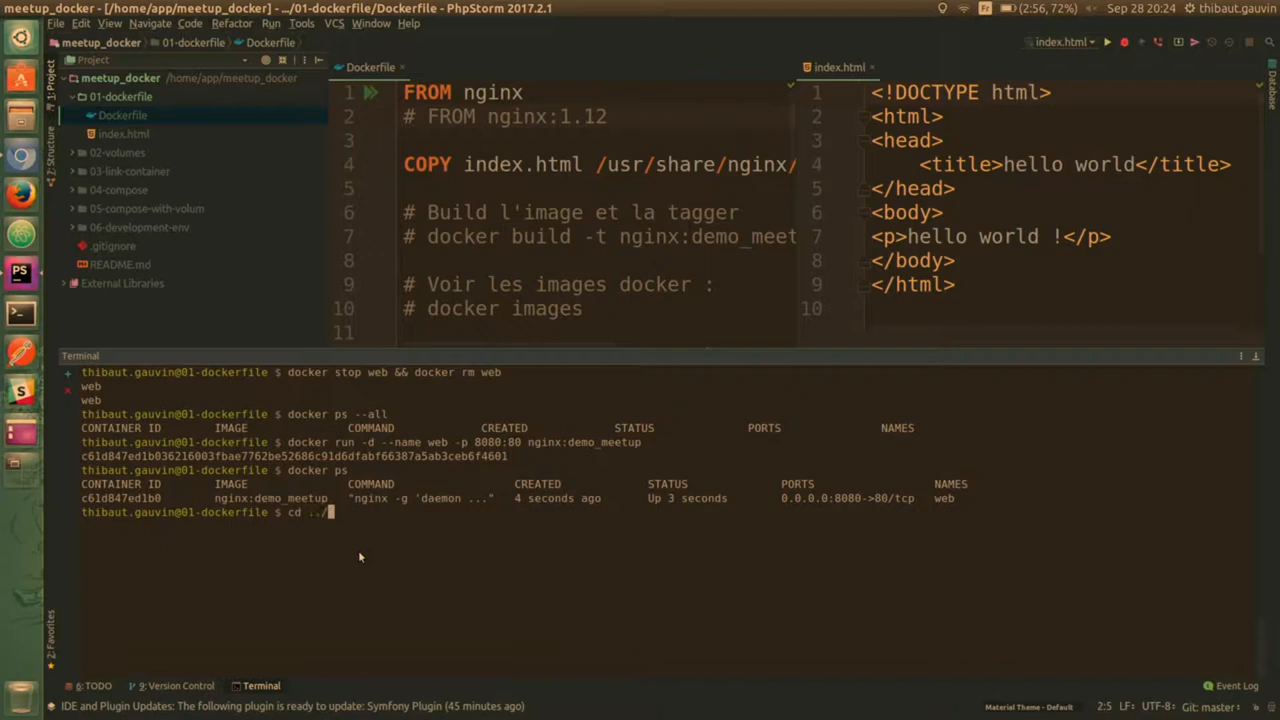 meetup_docker [/home/app/meetup_docker] - .../01-dockerfile/Dockerfile - PhpStorm 2017.2.1
Fr
(2:56, 72%)
Sep 28 20:24
thibaut.gauvin
File Edit View Navigate Code Refactor Run Tools VCS Window Help
meetup_docker 01-dockerfile Dockerfile
index.html
1: Project
Project
meetup_docker /home/app/meetup_docker
01-dockerfile
Dockerfile
index.html
02-volumes
03-link-container
04-compose
05-compose-with-volum
06-development-env
.gitignore
README.md
External Libraries
Z: Structure
Dockerfile
1 FROM nginx
2 # FROM nginx:1.12
3
4 COPY index.html /usr/share/nginx/
5
6 # Build l'image et la tagger
7 # docker build -t nginx:demo_meet
8
9 # Voir les images docker :
10 # docker images
11
index.html
1 <!DOCTYPE html>
2 <html>
3 <head>
4 <title>hello world</title>
5 </head>
6 <body>
7 <p>hello world !</p>
8 </body>
9 </html>
10
Database
Terminal
thibaut.gauvin@01-dockerfile $ docker stop web && docker rm web
web
web
thibaut.gauvin@01-dockerfile $ docker ps --all
CONTAINER ID IMAGE COMMAND CREATED STATUS PORTS NAMES
thibaut.gauvin@01-dockerfile $ docker run -d --name web -p 8080:80 nginx:demo_meetup
c61d847ed1b036216003fbae7762be52686c91d6dfabf66387a5ab3ceb6f4601
thibaut.gauvin@01-dockerfile $ docker ps
CONTAINER ID IMAGE COMMAND CREATED STATUS PORTS NAMES
c61d847ed1b0 nginx:demo_meetup "nginx -g 'daemon ..." 4 seconds ago Up 3 seconds 0.0.0.0:8080->80/tcp web
thibaut.gauvin@01-dockerfile $ cd ../
2: Favorites
6: TODO 9: Version Control Terminal
Event Log
IDE and Plugin Updates: The following plugin is ready to update: Symfony Plugin (45 minutes ago)
Material Theme - Default 2:5 LF: UTF-8: Git: master